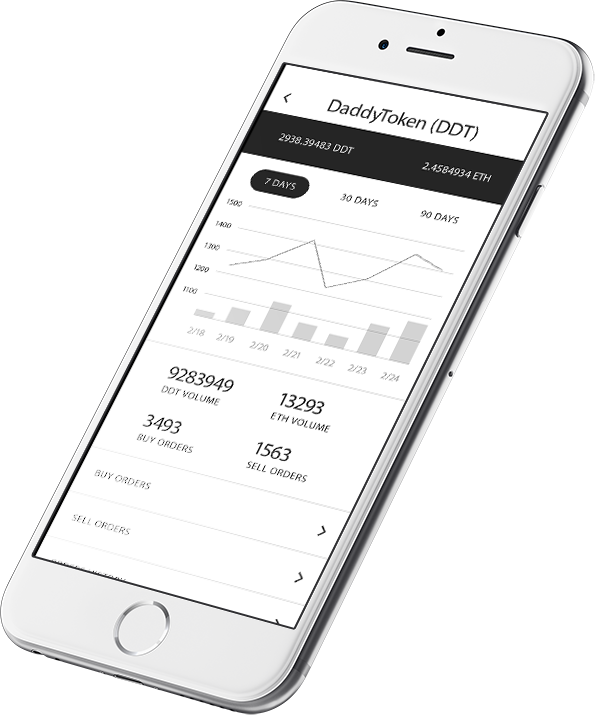 DaddyToken (DDT)
2938.39483 DDT
2.4584934 ETH
7 DAYS
30 DAYS
90 DAYS
1500
1400
1300
1200
1100
2/18 2/19 2/20 2/21 2/22 2/23 2/24
9283949
DDT VOLUME
13293
ETH VOLUME
3493
BUY ORDERS
1563
SELL ORDERS
BUY ORDERS
SELL ORDERS